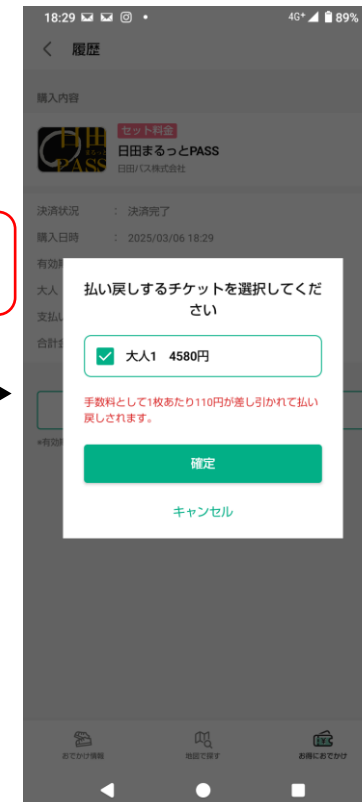 18:29
4G+ 89%
履歴
購入内容
日田
まるっと
PASS
セット料金
日田まるっとPASS
日田バス株式会社
決済状況 : 決済完了
購入日時 : 2025/03/06 18:29
有効
大人
支払
合計
払い戻しするチケットを選択してくだ
さい
大人1 4580円
手数料として1枚あたり110円が差し引かれて払い
戻しされます。
確定
キャンセル
*有効
おでかけ情報
地図で探す
お得におでかけ